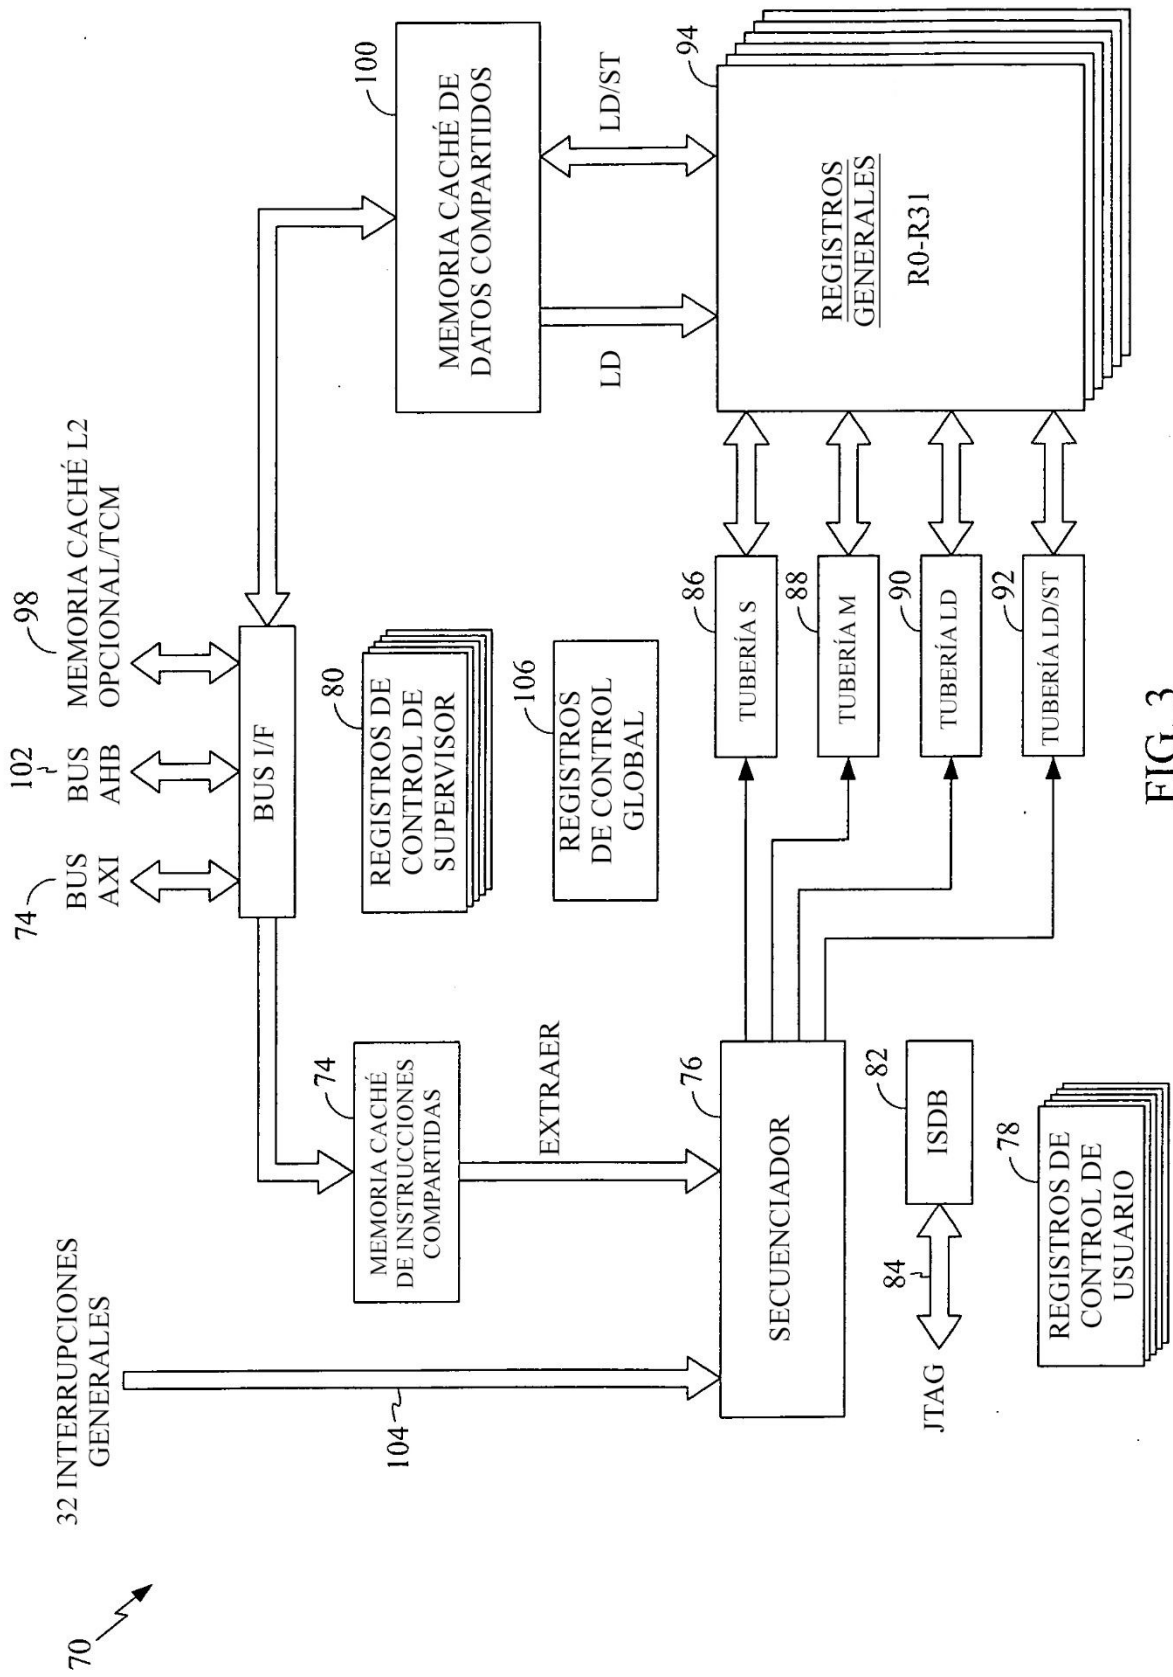 70
32 INTERRUPCIONES
GENERALES
104
74
BUS
AXI
102
BUS
AHB
98
MEMORIA CACHÉ L2
OPCIONAL/TCM
BUS I/F
74
MEMORIA CACHÉ
DE INSTRUCCIONES
COMPARTIDAS
EXTRAER
80
REGISTROS DE
CONTROL DE
SUPERVISOR
106
REGISTROS
DE CONTROL
GLOBAL
100
MEMORIA CACHÉ DE
DATOS COMPARTIDOS
LD
LD/ST
76
SECUENCIADOR
86
TUBERÍA S
88
TUBERÍA M
90
TUBERÍA LD
92
TUBERÍA LD/ST
94
REGISTROS
GENERALES
R0-R31
JTAG
84
82
ISDB
78
REGISTROS DE
CONTROL DE
USUARIO
FIG. 3